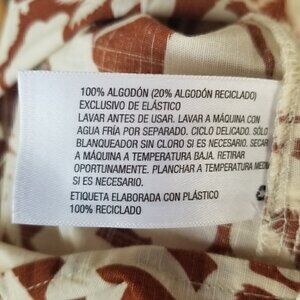 100% ALGODÓN (20% ALGODÓN RECICLADO)
EXCLUSIVO DE ELÁSTICO
LAVAR ANTES DE USAR. LAVAR A MÁQUINA CON
AGUA FRÍA POR SEPARADO. CICLO DELICADO. SÓLO
BLANQUEADOR SIN CLORO SI ES NECESARIO. SECAR
A MÁQUINA A TEMPERATURA BAJA. RETIRAR
OPORTUNAMENTE. PLANCHAR A TEMPERATURA
SI ES NECESARIO.
ETIQUETA ELABORADA CON PLÁSTICO
100% RECICLADO